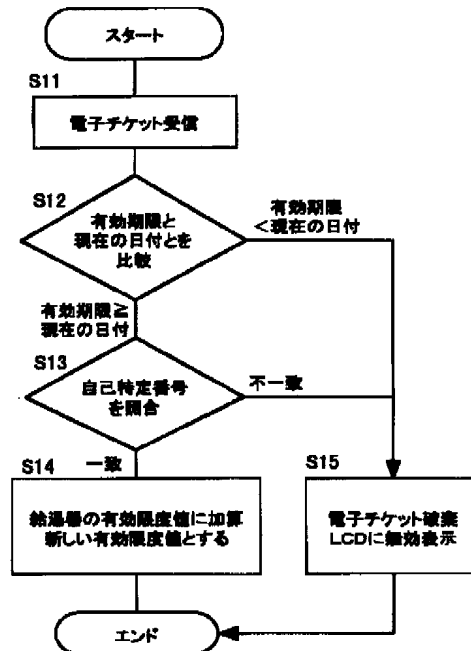 スタート
S11
電子チケット受信
S12
有効期限と
現在の日付とを
比較
有効期限
<現在の日付
有効期限≧
現在の日付
S13
自己特定番号
を照合
不一致
S14
一致
給湯器の有効限度値に加算
新しい有効限度値とする
S15
電子チケット破棄
LCDに無効表示
エンド